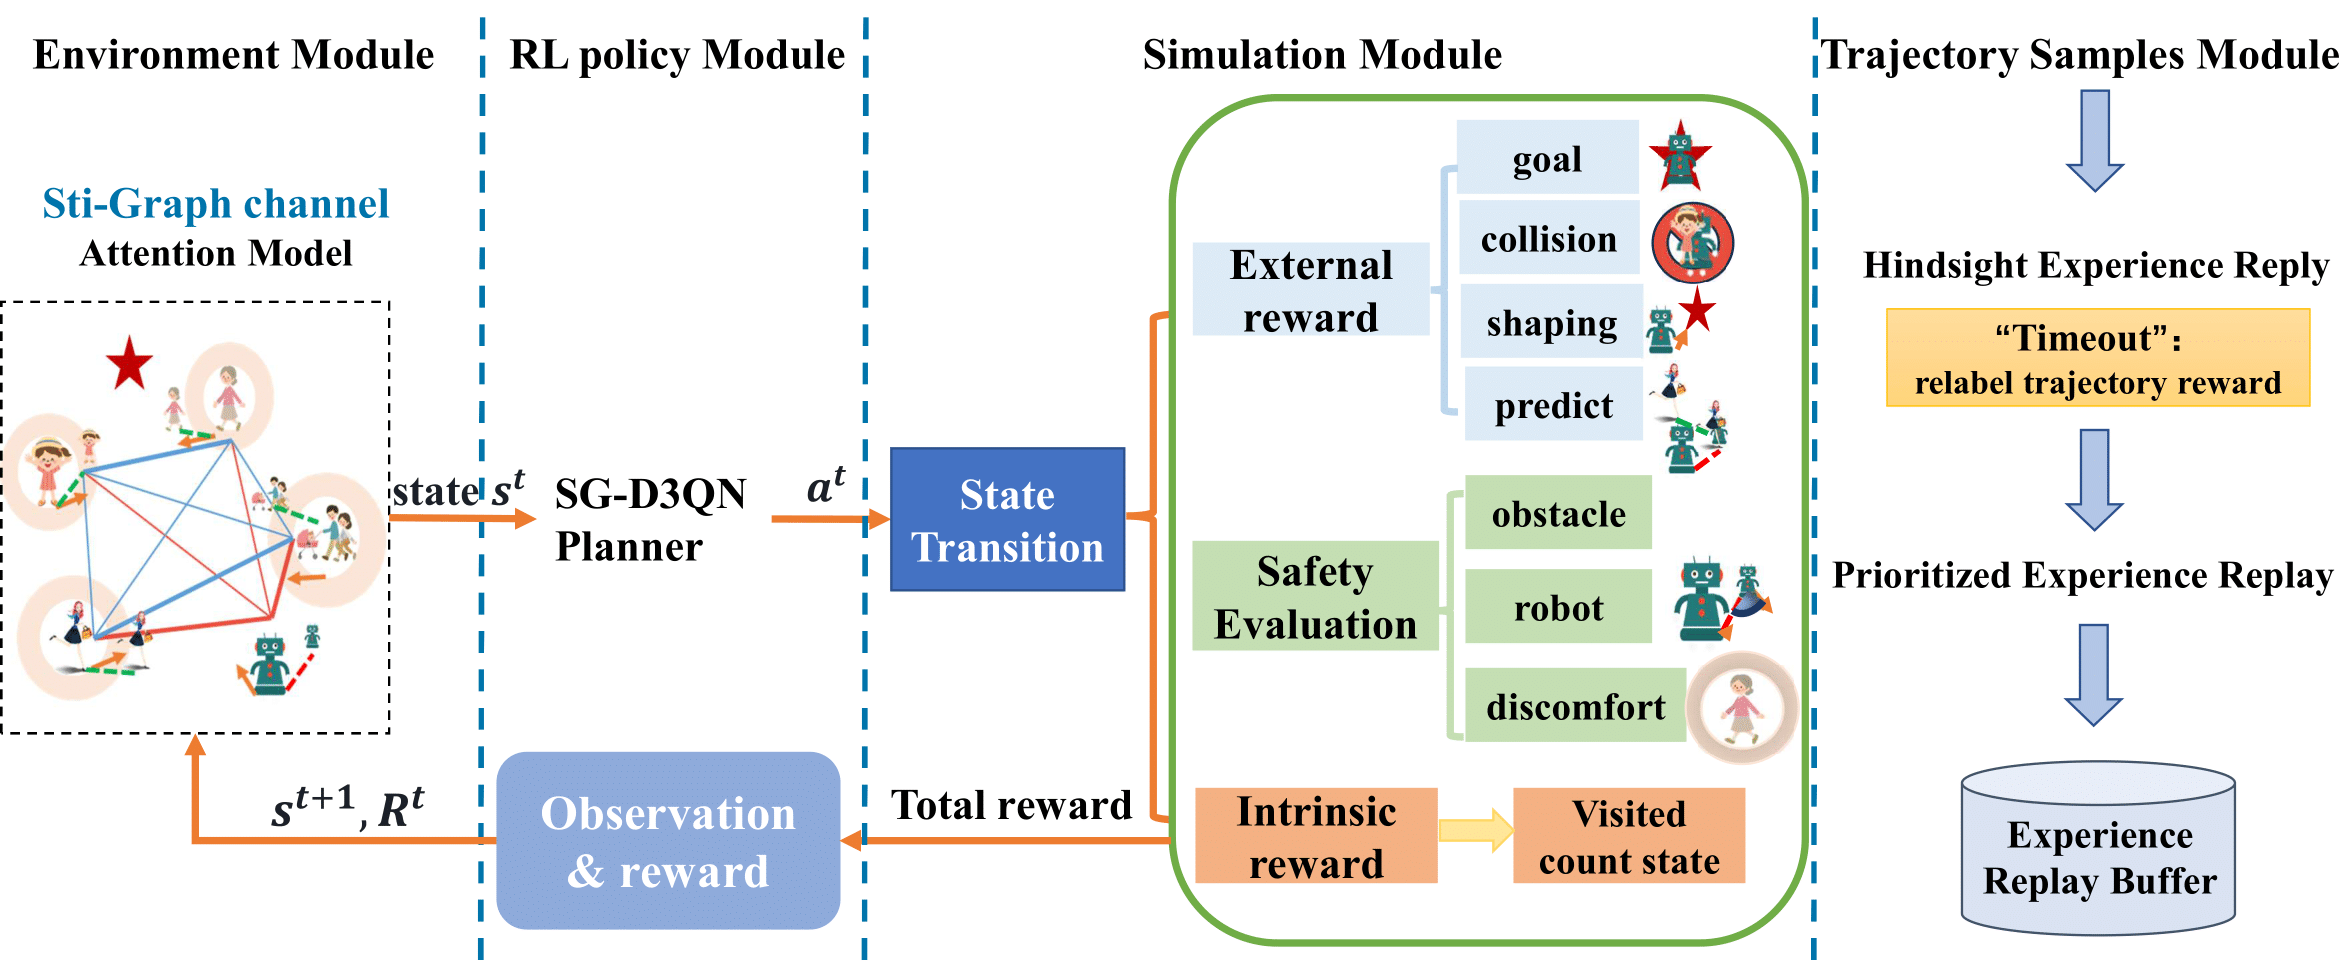 Environment Module
RL policy Module
Simulation Module
Trajectory Samples Module
Sti-Graph channel
Attention Model
state s^t
SG-D3QN
Planner
a^t
State
Transition
s^{t+1}, R^t
Observation
& reward
Total reward
External
reward
goal
collision
shaping
predict
Safety
Evaluation
obstacle
robot
discomfort
Intrinsic
reward
Visited
count state
Hindsight Experience Reply
“Timeout”:
relabel trajectory reward
Prioritized Experience Replay
Experience
Replay Buffer